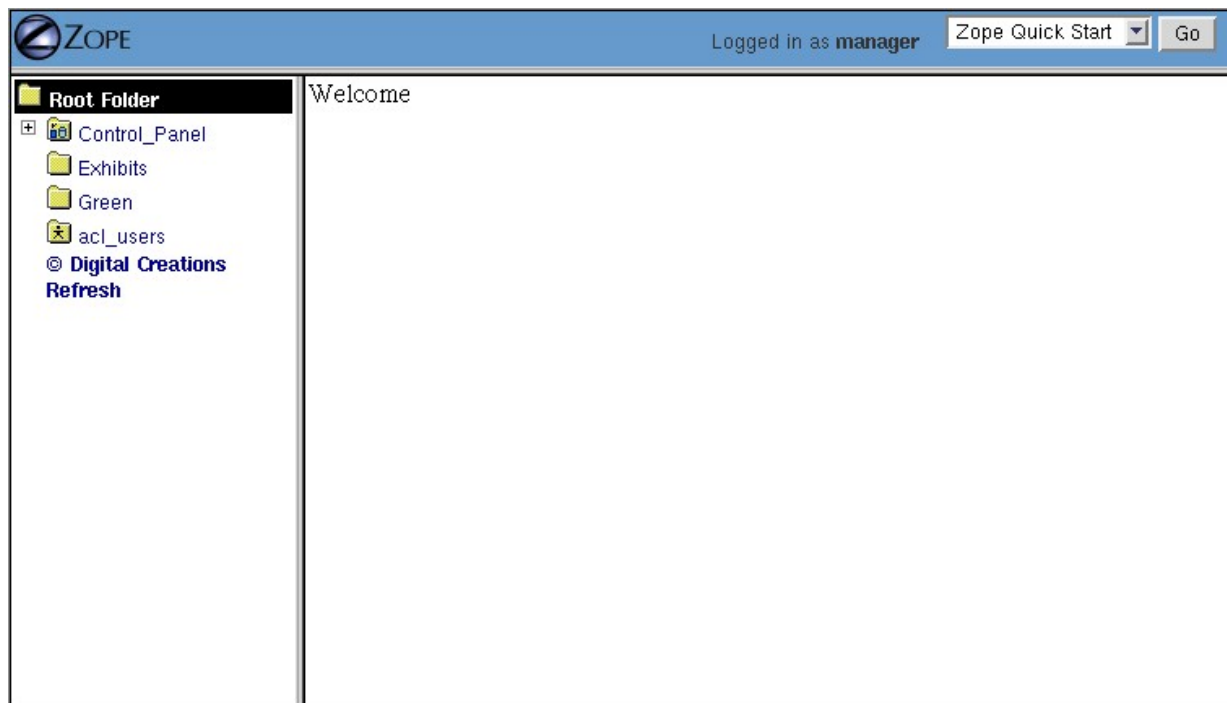 ZOPE
Logged in as manager
Zope Quick Start
Go
Root Folder
Control_Panel
Exhibits
Green
acl_users
© Digital Creations
Refresh
Welcome